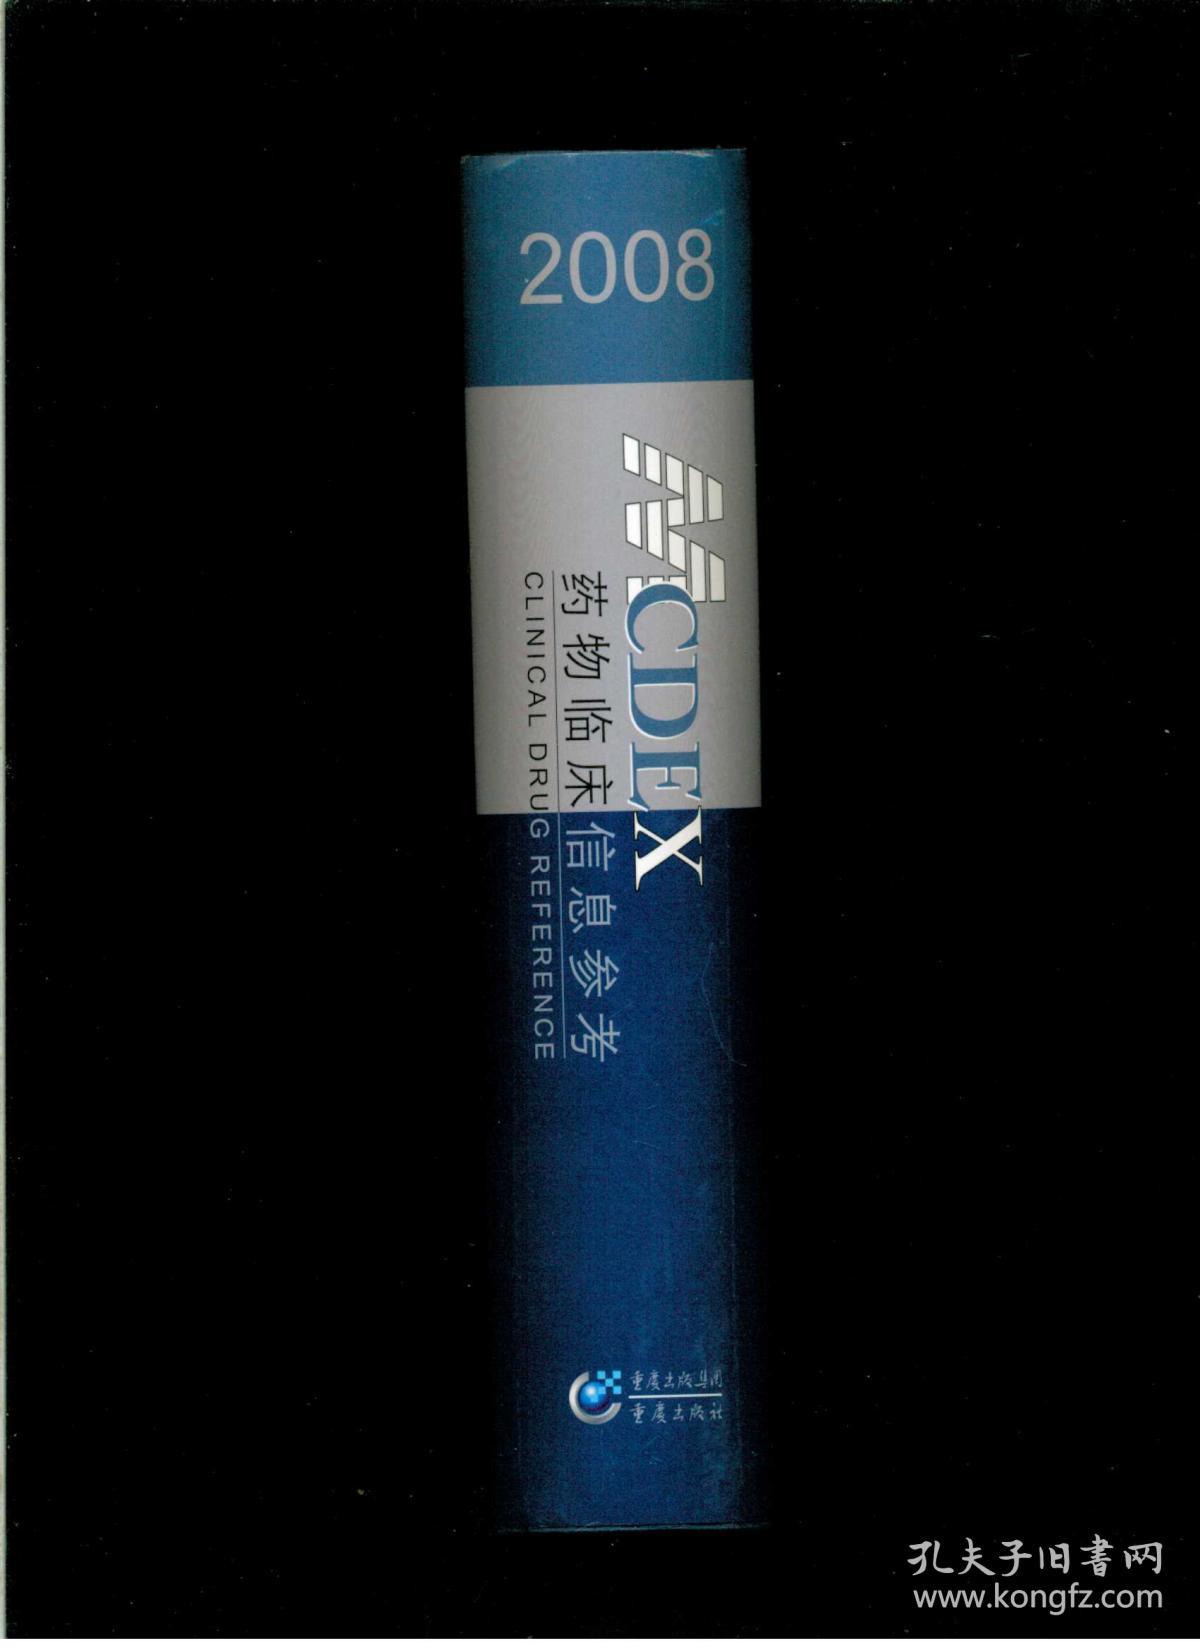 2008
MCDEX
药物临床信息参考
CLINICAL DRUG REFERENCE
重庆出版集团
重庆出版社
孔夫子旧书网
www.kongfz.com